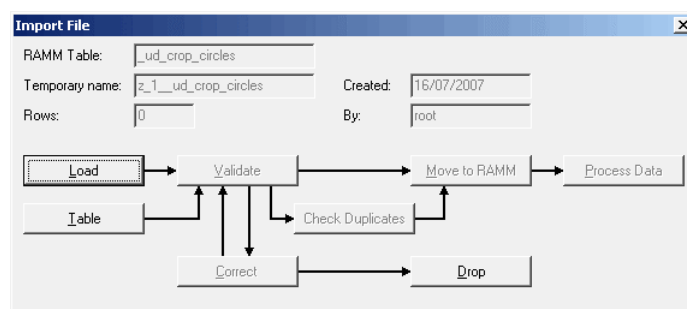 Import File
RAMM Table: _ud_crop_circles
Temporary name: z_1__ud_crop_circles Created: 16/07/2007
Rows: 0 By: root
Load Validate Move to RAMM Process Data
Table Check Duplicates
Correct Drop